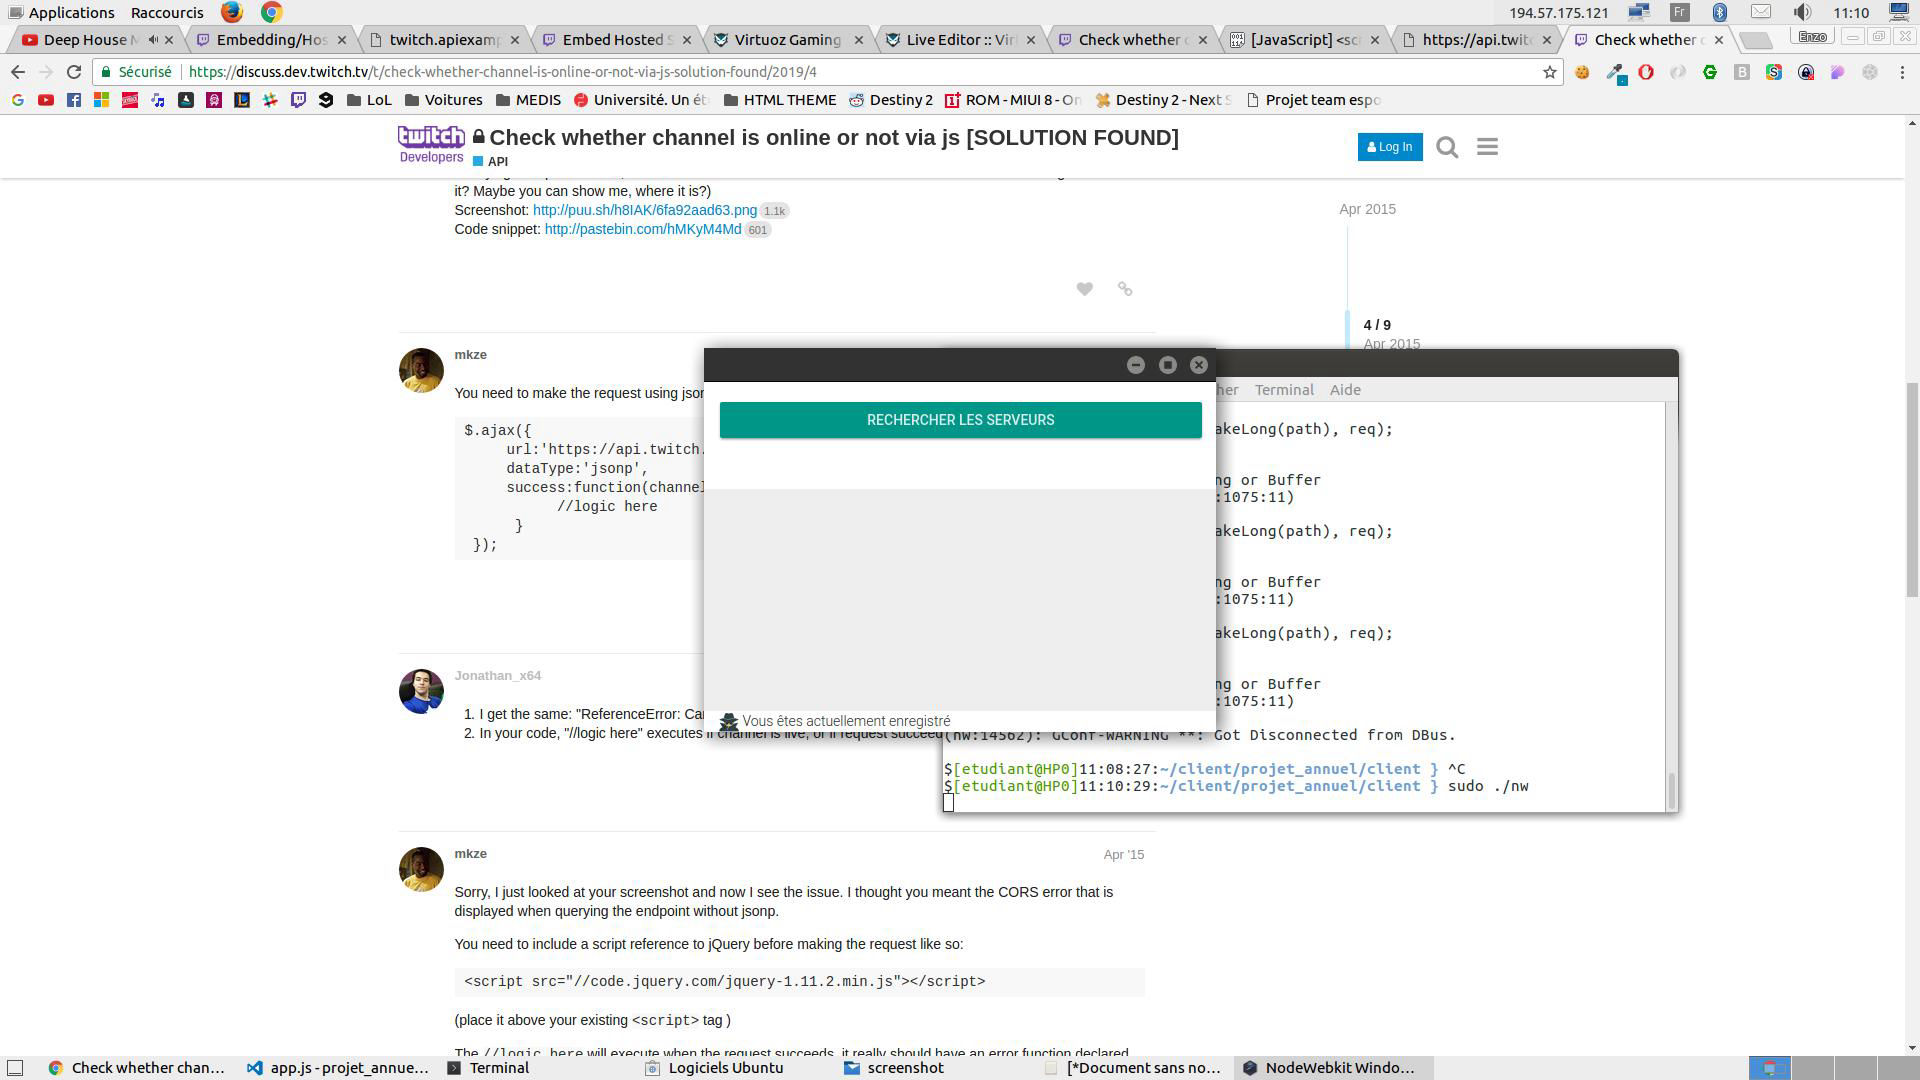 Applications Raccourcis 194.57.175.121 Fr 11:10
Deep House M Embedding/Hos twitch.apiexamp Embed Hosted S Virtuoz Gaming Live Editor :: Virt Check whether c [JavaScript] <sc https://api.twitc Check whether c Enzo
Sécurisé https://discuss.dev.twitch.tv/t/check-whether-channel-is-online-or-not-via-js-solution-found/2019/4
LoL Voitures MEDIS Université. Un ét HTML THEME Destiny 2 ROM - MIUI 8 - On Destiny 2 - Next S Projet team espo
twitch
Developers
Check whether channel is online or not via js [SOLUTION FOUND]
API
Log In
it? Maybe you can show me, where it is?)
Screenshot: http://puu.sh/h8IAK/6fa92aad63.png 1.1k
Code snippet: http://pastebin.com/hMKyM4Md 601
Apr 2015
4 / 9
Apr 2015
mkze
You need to make the request using jso
$.ajax({
url:'https://api.twitch.
dataType:'jsonp',
success:function(channel
//logic here
}
});
RECHERCHER LES SERVEURS
Vous êtes actuellement enregistré
her Terminal Aide
akeLong(path), req);
ng or Buffer
:1075:11)
akeLong(path), req);
ng or Buffer
:1075:11)
akeLong(path), req);
ng or Buffer
:1075:11)
(nw:14562): GConf-WARNING **: Got Disconnected from DBus.
$[etudiant@HP0]11:08:27:~/client/projet_annuel/client } ^C
$[etudiant@HP0]11:10:29:~/client/projet_annuel/client } sudo ./nw
Jonathan_x64
1. I get the same: "ReferenceError: Ca
2. In your code, "//logic here" executes if channel is live, or if request succeed
mkze Apr '15
Sorry, I just looked at your screenshot and now I see the issue. I thought you meant the CORS error that is
displayed when querying the endpoint without jsonp.
You need to include a script reference to jQuery before making the request like so:
<script src="//code.jquery.com/jquery-1.11.2.min.js"></script>
(place it above your existing <script> tag )
The //logic here will execute when the request succeeds, it really should have an error function declared
Check whether chan... app.js - projet_annue... Terminal Logiciels Ubuntu screenshot [*Document sans no... NodeWebkit Windo...